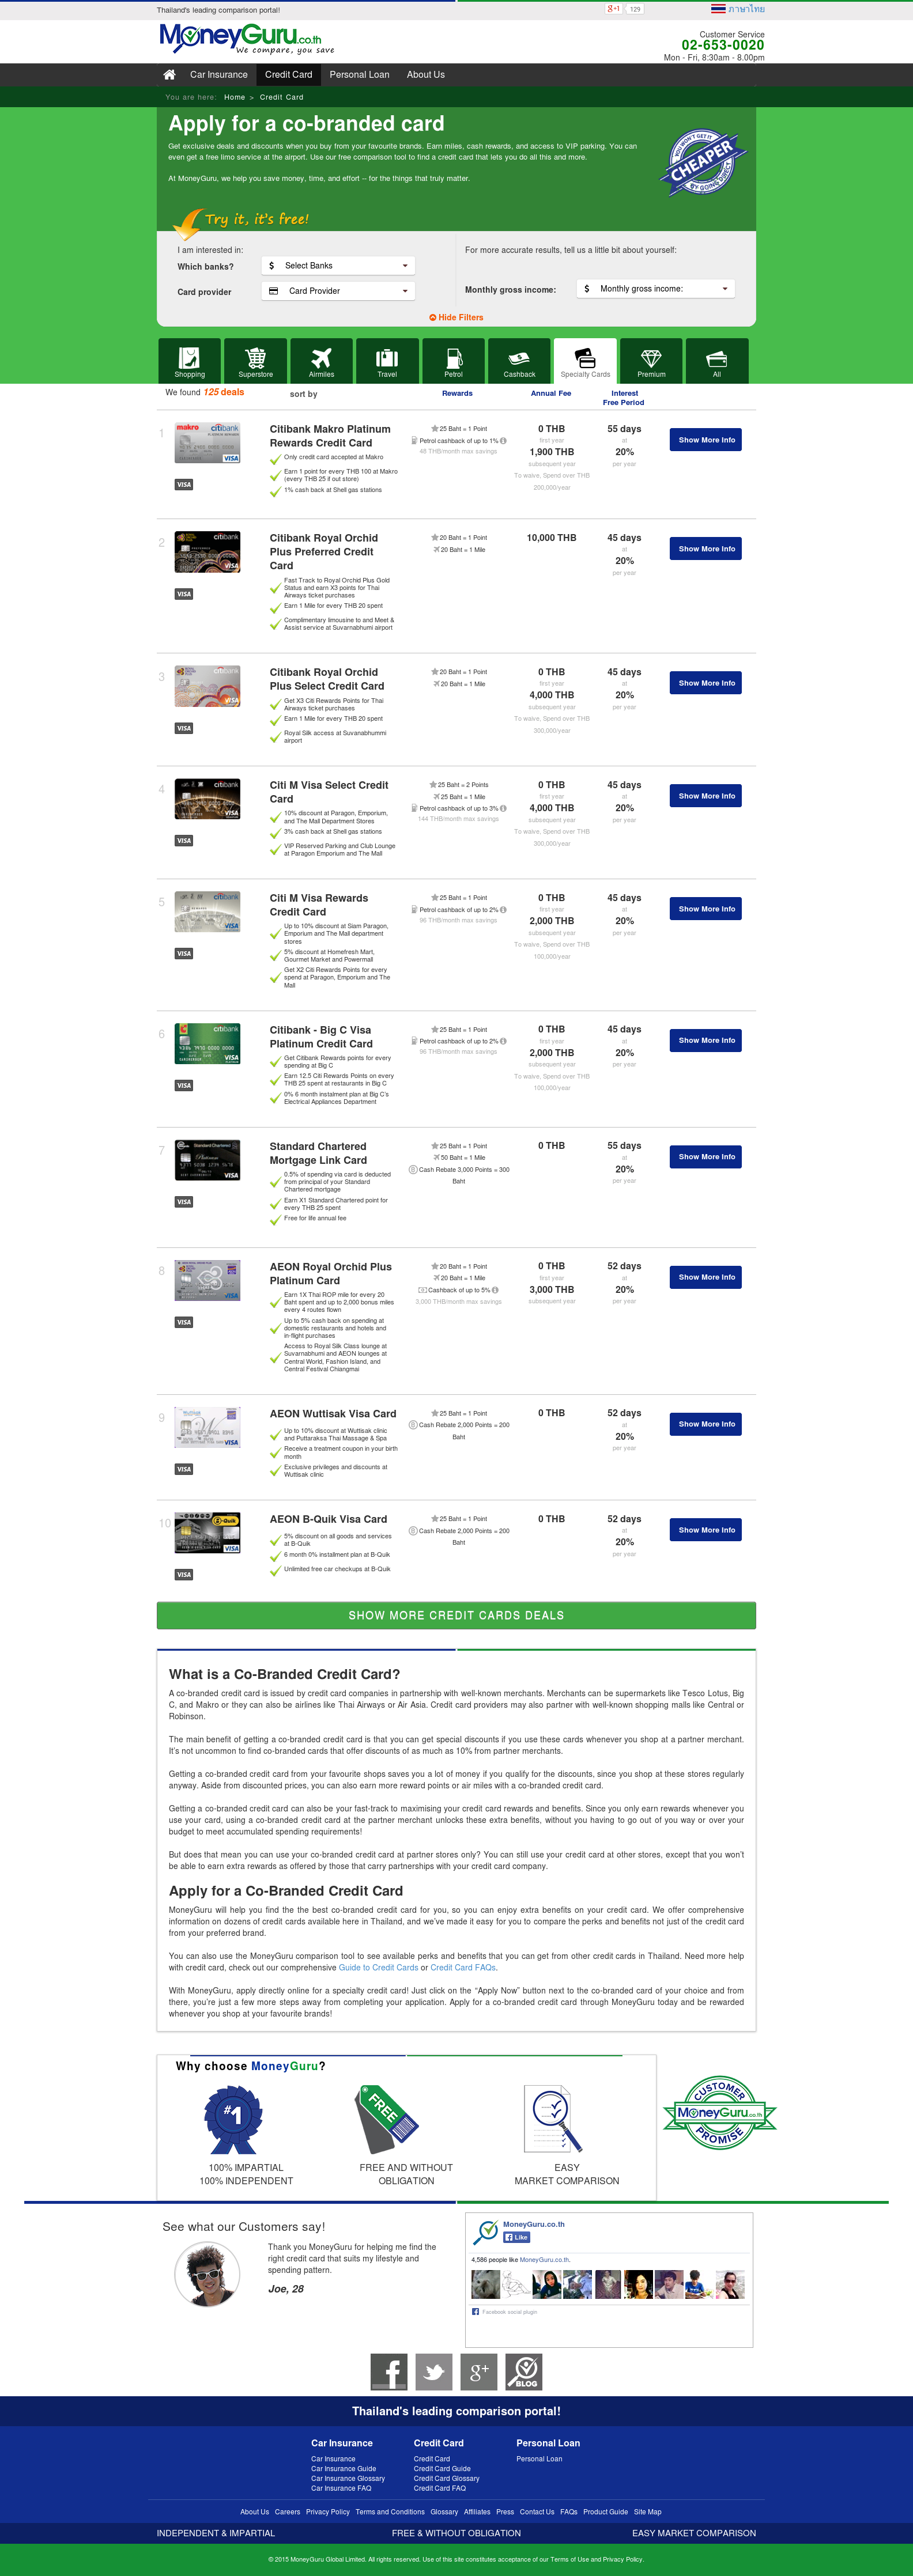 Thailand's leading comparison portal!
g+1 129
ภาษาไทย
MoneyGuru.co.th
We compare, you save
Customer Service
02-653-0020
Mon - Fri, 8:30am - 8.00pm
Car Insurance Credit Card Personal Loan About Us
You are here: Home > Credit Card
Apply for a co-branded card
Get exclusive deals and discounts when you buy from your favourite brands. Earn miles, cash rewards, and access to VIP parking. You can
even get a free limo service at the airport. Use our free comparison tool to find a credit card that lets you do all this and more.
At MoneyGuru, we help you save money, time, and effort – for the things that truly matter.
YOU WON'T GET IT
CHEAPER
BY GOING DIRECT
Try it, it's free!
I am interested in:
Which banks? Select Banks
Card provider Card Provider
For more accurate results, tell us a little bit about yourself:
Monthly gross income: Monthly gross income:
Hide Filters
Shopping Superstore Airmiles Travel Petrol Cashback Specialty Cards Premium All
We found 125 deals
sort by
Rewards
Annual Fee
Interest
Free Period
1
Citibank Makro Platinum
Rewards Credit Card
Only credit card accepted at Makro
Earn 1 point for every THB 100 at Makro
(every THB 25 if out store)
1% cash back at Shell gas stations
25 Baht = 1 Point
Petrol cashback of up to 1%
48 THB/month max savings
0 THB
first year
1,900 THB
subsequent year
To waive, Spend over THB
200,000/year
55 days
at
20%
per year
Show More Info
VISA
2
Citibank Royal Orchid
Plus Preferred Credit
Card
Fast Track to Royal Orchid Plus Gold
Status and earn X3 points for Thai
Airways ticket purchases
Earn 1 Mile for every THB 20 spent
Complimentary limousine to and Meet &
Assist service at Suvarnabhumi airport
20 Baht = 1 Point
20 Baht = 1 Mile
10,000 THB
45 days
at
20%
per year
Show More Info
VISA
3
Citibank Royal Orchid
Plus Select Credit Card
Get X3 Citi Rewards Points for Thai
Airways ticket purchases
Earn 1 Mile for every THB 20 spent
Royal Silk access at Suvanabhummi
airport
20 Baht = 1 Point
20 Baht = 1 Mile
0 THB
first year
4,000 THB
subsequent year
To waive, Spend over THB
300,000/year
45 days
at
20%
per year
Show More Info
VISA
4
Citi M Visa Select Credit
Card
10% discount at Paragon, Emporium,
and The Mall Department Stores
3% cash back at Shell gas stations
VIP Reserved Parking and Club Lounge
at Paragon Emporium and The Mall
25 Baht = 2 Points
25 Baht = 1 Mile
Petrol cashback of up to 3%
144 THB/month max savings
0 THB
first year
4,000 THB
subsequent year
To waive, Spend over THB
300,000/year
45 days
at
20%
per year
Show More Info
VISA
5
Citi M Visa Rewards
Credit Card
Up to 10% discount at Siam Paragon,
Emporium and The Mall department
stores
5% discount at Homefresh Mart,
Gourmet Market and Powermall
Get X2 Citi Rewards Points for every
spend at Paragon, Emporium and The
Mall
25 Baht = 1 Point
Petrol cashback of up to 2%
96 THB/month max savings
0 THB
first year
2,000 THB
subsequent year
To waive, Spend over THB
100,000/year
45 days
at
20%
per year
Show More Info
VISA
6
Citibank - Big C Visa
Platinum Credit Card
Get Citibank Rewards points for every
spending at Big C
Earn 12.5 Citi Rewards Points on every
THB 25 spent at restaurants in Big C
0% 6 month instalment plan at Big C's
Electrical Appliances Department
25 Baht = 1 Point
Petrol cashback of up to 2%
96 THB/month max savings
0 THB
first year
2,000 THB
subsequent year
To waive, Spend over THB
100,000/year
45 days
at
20%
per year
Show More Info
VISA
7
Standard Chartered
Mortgage Link Card
0.5% of spending via card is deducted
from principal of your Standard
Chartered mortgage
Earn X1 Standard Chartered point for
every THB 25 spent
Free for life annual fee
25 Baht = 1 Point
50 Baht = 1 Mile
Cash Rebate 3,000 Points = 300
Baht
0 THB
55 days
at
20%
per year
Show More Info
VISA
8
AEON Royal Orchid Plus
Platinum Card
Earn 1X Thai ROP mile for every 20
Baht spent and up to 2,000 bonus miles
every 4 routes flown
Up to 5% cash back on spending at
domestic restaurants and hotels and
in-flight purchases
Access to Royal Silk Class lounge at
Suvarnabhumi and AEON lounges at
Central World, Fashion Island, and
Central Festival Chiangmai
20 Baht = 1 Point
20 Baht = 1 Mile
Cashback of up to 5%
3,000 THB/month max savings
0 THB
first year
3,000 THB
subsequent year
52 days
at
20%
per year
Show More Info
VISA
9
AEON Wuttisak Visa Card
Up to 10% discount at Wuttisak clinic
and Puttaraksa Thai Massage & Spa
Receive a treatment coupon in your birth
month
Exclusive privileges and discounts at
Wuttisak clinic
25 Baht = 1 Point
Cash Rebate 2,000 Points = 200
Baht
0 THB
52 days
at
20%
per year
Show More Info
VISA
10
AEON B-Quik Visa Card
5% discount on all goods and services
at B-Quik
6 month 0% installment plan at B-Quik
Unlimited free car checkups at B-Quik
25 Baht = 1 Point
Cash Rebate 2,000 Points = 200
Baht
0 THB
52 days
at
20%
per year
Show More Info
VISA
SHOW MORE CREDIT CARDS DEALS
What is a Co-Branded Credit Card?
A co-branded credit card is issued by credit card companies in partnership with well-known merchants. Merchants can be supermarkets like Tesco Lotus, Big
C, and Makro or they can also be airlines like Thai Airways or Air Asia. Credit card providers may also partner with well-known shopping malls like Central or
Robinson.
The main benefit of getting a co-branded credit card is that you can get special discounts if you use these cards whenever you shop at a partner merchant.
It's not uncommon to find co-branded cards that offer discounts of as much as 10% from partner merchants.
Getting a co-branded credit card from your favourite shops saves you a lot of money if you qualify for the discounts, since you shop at these stores regularly
anyway. Aside from discounted prices, you can also earn more reward points or air miles with a co-branded credit card.
Getting a co-branded credit card can also be your fast-track to maximising your credit card rewards and benefits. Since you only earn rewards whenever you
use your card, using a co-branded credit card at the partner merchant unlocks these extra benefits, without you having to go out of you way or over your
budget to meet accumulated spending requirements!
But does that mean you can use your co-branded credit card at partner stores only? You can still use your credit card at other stores, except that you won't
be able to earn extra rewards as offered by those that carry partnerships with your credit card company.
Apply for a Co-Branded Credit Card
MoneyGuru will help you find the the best co-branded credit card for you, so you can enjoy extra benefits on your credit card. We offer comprehensive
information on dozens of credit cards available here in Thailand, and we've made it easy for you to compare the perks and benefits not just of the credit card
from your preferred brand.
You can also use the MoneyGuru comparison tool to see available perks and benefits that you can get from other credit cards in Thailand. Need more help
with credit card, check out our comprehensive Guide to Credit Cards or Credit Card FAQs.
With MoneyGuru, apply directly online for a specialty credit card! Just click on the “Apply Now” button next to the co-branded card of your choice and from
there, you're just a few more steps away from completing your application. Apply for a co-branded credit card through MoneyGuru today and be rewarded
whenever you shop at your favourite brands!
Why choose MoneyGuru?
#1
FREE
100% IMPARTIAL
100% INDEPENDENT
FREE AND WITHOUT
OBLIGATION
EASY
MARKET COMPARISON
CUSTOMER
MoneyGuru.co.th
PROMISE
See what our Customers say!
Thank you MoneyGuru for helping me find the
right credit card that suits my lifestyle and
spending pattern.
Joe, 28
MoneyGuru.co.th
Like
4,586 people like MoneyGuru.co.th.
Facebook social plugin
BLOG
Thailand's leading comparison portal!
Car Insurance Credit Card Personal Loan
Car Insurance Credit Card Personal Loan
Car Insurance Guide Credit Card Guide
Car Insurance Glossary Credit Card Glossary
Car Insurance FAQ Credit Card FAQ
About Us Careers Privacy Policy Terms and Conditions Glossary Affiliates Press Contact Us FAQs Product Guide Site Map
INDEPENDENT & IMPARTIAL FREE & WITHOUT OBLIGATION EASY MARKET COMPARISON
© 2015 MoneyGuru Global Limited. All rights reserved. Use of this site constitutes acceptance of our Terms of Use and Privacy Policy.